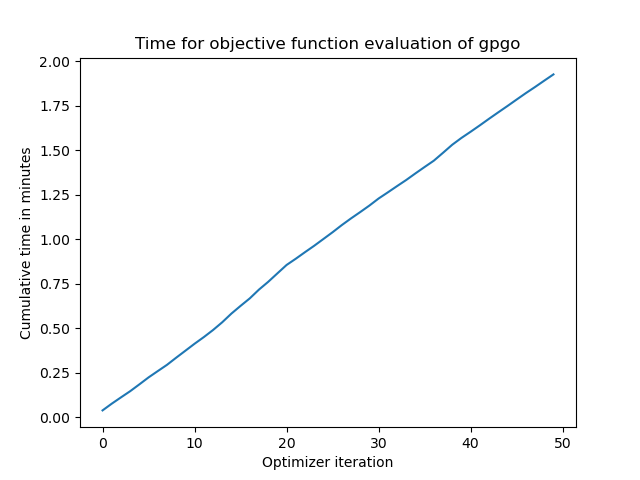 Time for objective function evaluation of gpgo
2.00
1.75
1.50
1.25
1.00
0.75
0.50
0.25
0.00
Cumulative time in minutes
0 10 20 30 40 50
Optimizer iteration